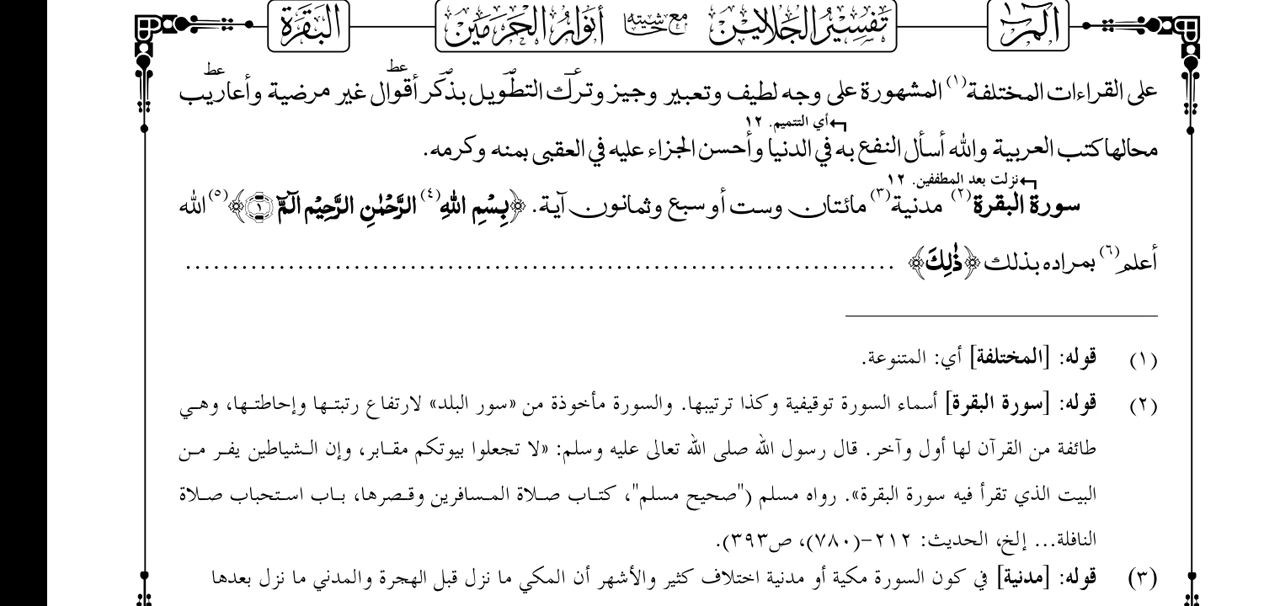 الٓمٓرٰ تفسير الجلالين مع حاشيته أنوار الحرمين البقرة
عط عط
على القراءات المختلفة(١) المشهورة على وجه لطيف وتعبير وجيز وترك التطويل بذكر أقوال غير مرضية وأعاريب
أي التتميم. ١٢
محالها كتب العربية والله أسأل النفع به في الدنيا وأحسن الجزاء عليه في العقبى بمنه وكرمه.
نزلت بعد المطففين. ١٢
سورة البقرة(٢) مدنية(٣) مائتان وست أو سبع وثمانون آية. ﴿بِسْمِ اللهِ(٤) الرَّحْمٰنِ الرَّحِيْمِ الٓمّٓ ۝١﴾(٥) الله
أعلم(٦) بمراده بذلك ﴿ذٰلِكَ﴾ ................................................................................
(١) قوله: [المختلفة] أي: المتنوعة.
(٢) قوله: [سورة البقرة] أسماء السورة توقيفية وكذا ترتيبها. والسورة مأخوذة من «سور البلد» لارتفاع رتبتها وإحاطتها، وهي
طائفة من القرآن لها أول وآخر. قال رسول الله صلى الله تعالى عليه وسلم: «لا تجعلوا بيوتكم مقابر، وإن الشياطين يفر من
البيت الذي تقرأ فيه سورة البقرة». رواه مسلم ("صحيح مسلم"، كتاب صلاة المسافرين وقصرها، باب استحباب صلاة
النافلة... إلخ، الحديث: ٢١٢-(٧٨٠)، ص٣٩٣).
(٣) قوله: [مدنية] في كون السورة مكية أو مدنية اختلاف كثير والأشهر أن المكي ما نزل قبل الهجرة والمدني ما نزل بعدها